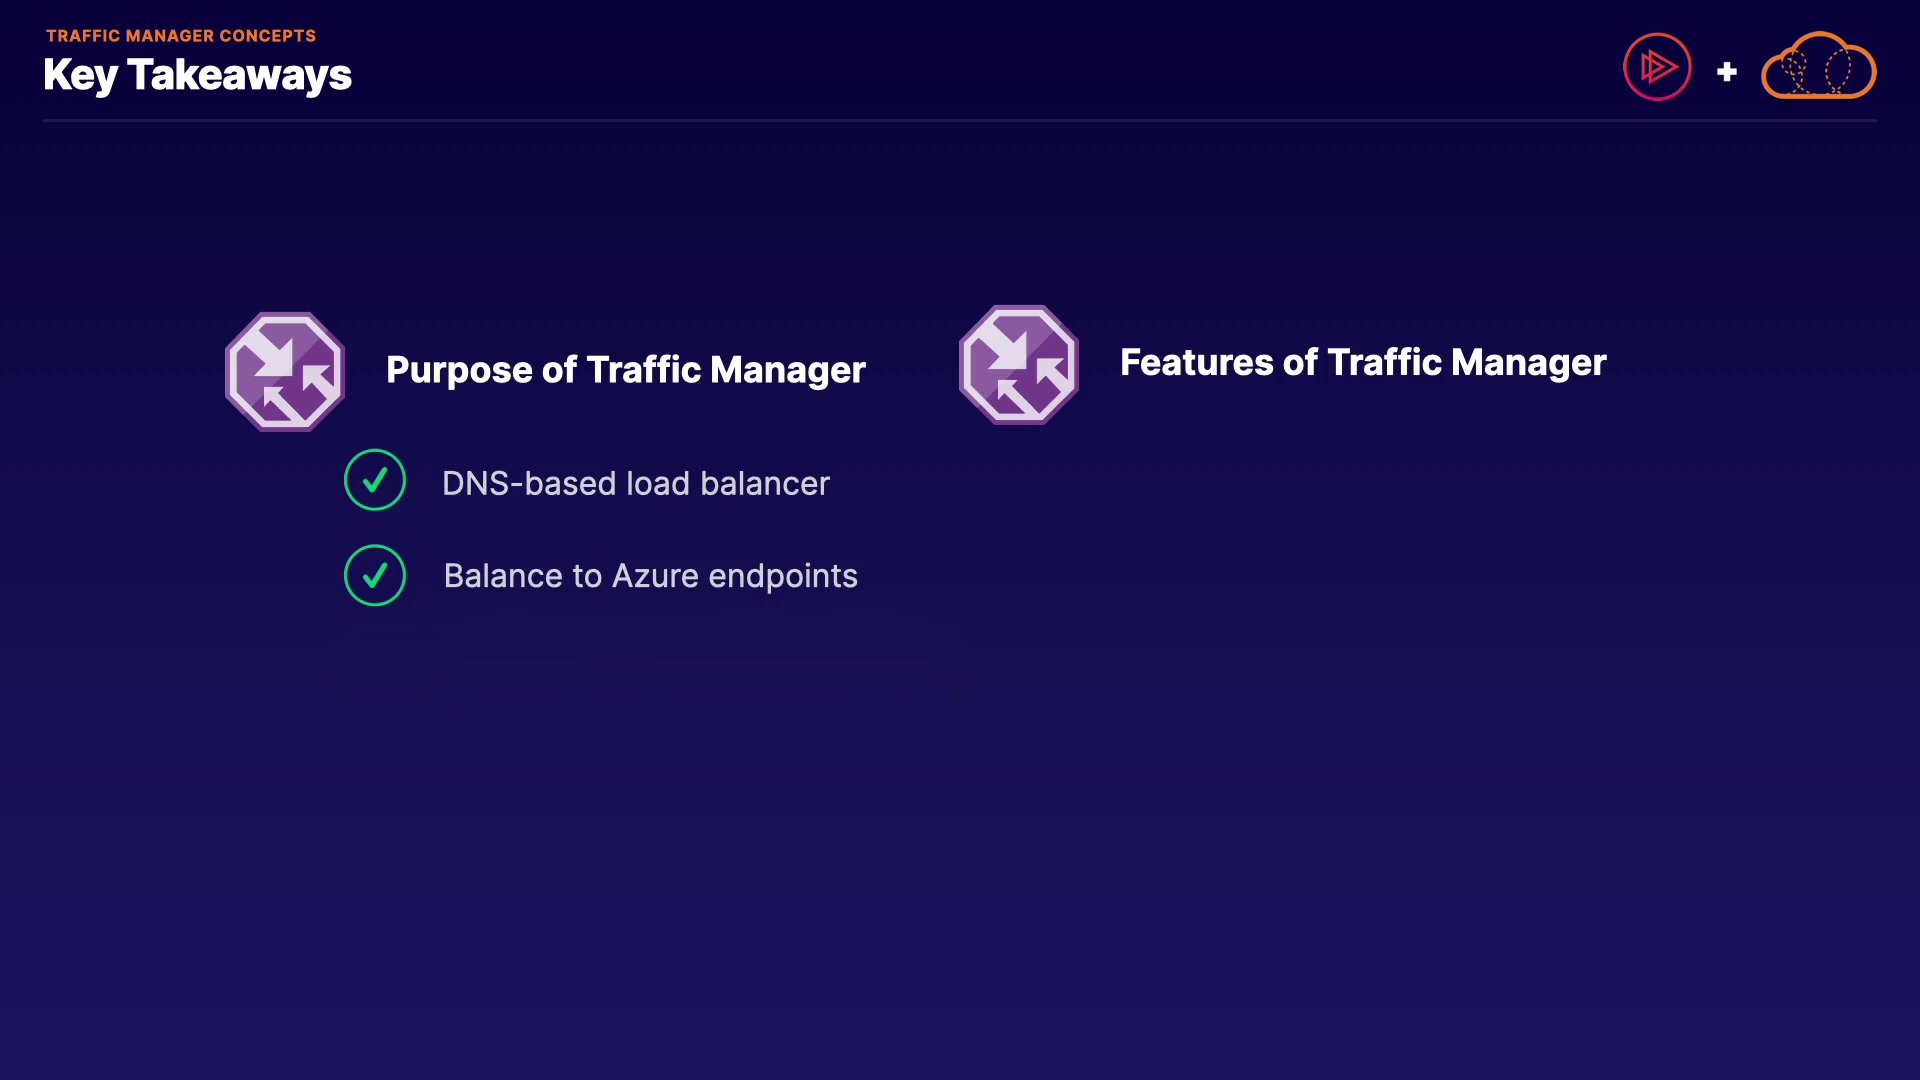 TRAFFIC MANAGER CONCEPTS
Key Takeaways
Purpose of Traffic Manager
DNS-based load balancer
Balance to Azure endpoints
Features of Traffic Manager